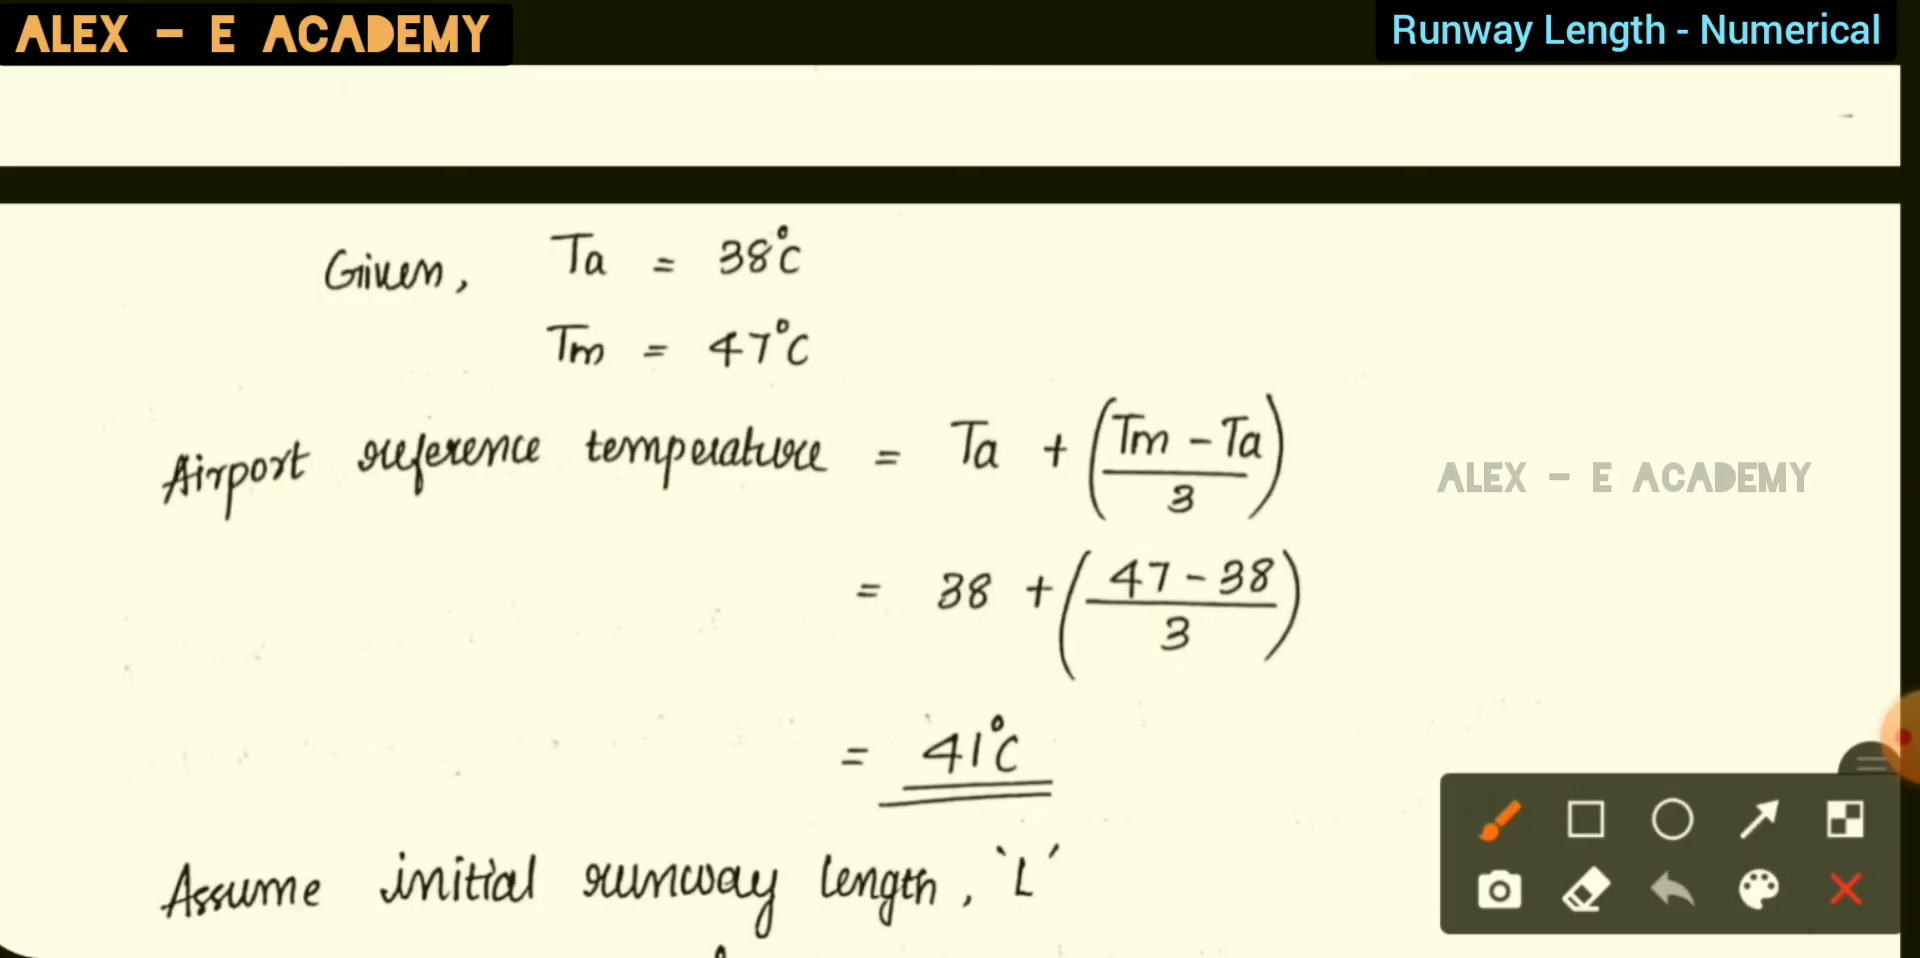 ALEX – E ACADEMY
Runway Length - Numerical
Given, Ta = 38°C
Tm = 47°C
Airport reference temperature = Ta + (Tm - Ta / 3)
ALEX – E ACADEMY
= 38 + (47 - 38 / 3)
= 41°C
Assume initial runway length, 'L'